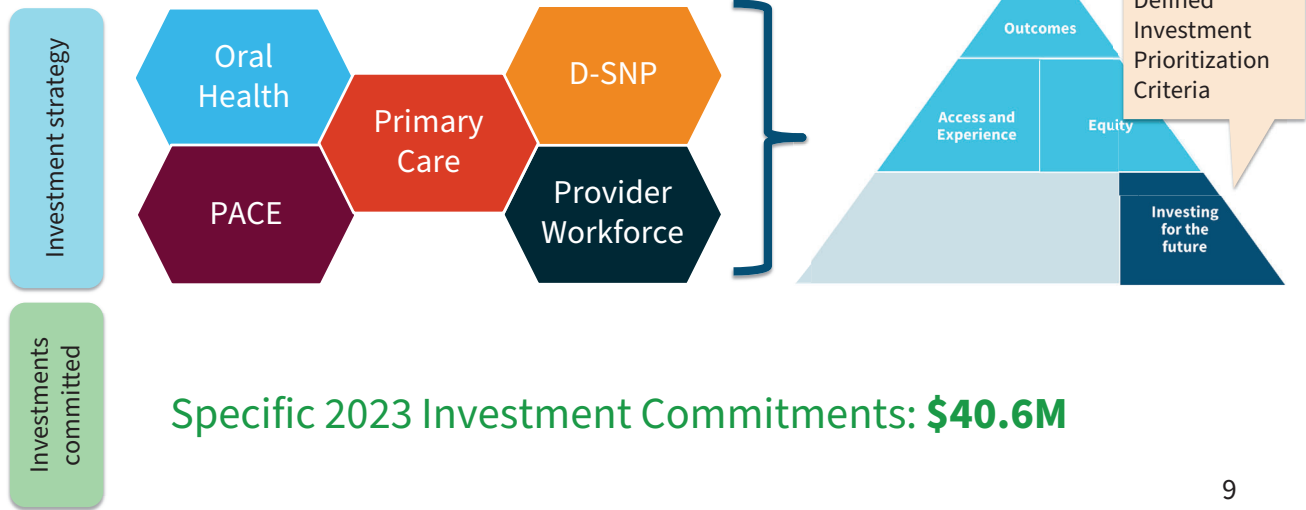 Investment strategy
Oral
Health
Primary
Care
D-SNP
PACE
Provider
Workforce
Outcomes
Access and
Experience
Equity
Investing
for the
future
Defined
Investment
Prioritization
Criteria
Investments
committed
Specific 2023 Investment Commitments: $40.6M
9